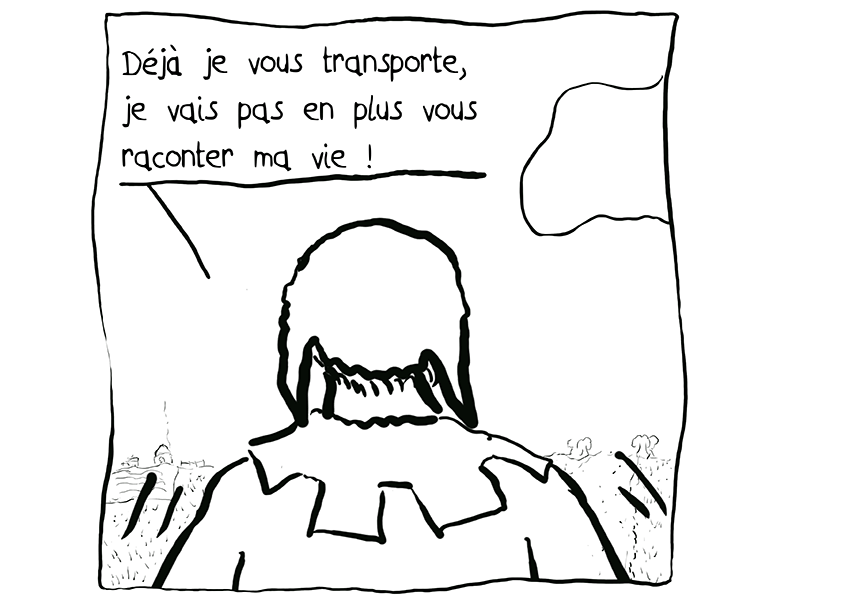 Déjà je vous transporte,
je vais pas en plus vous
raconter ma vie !